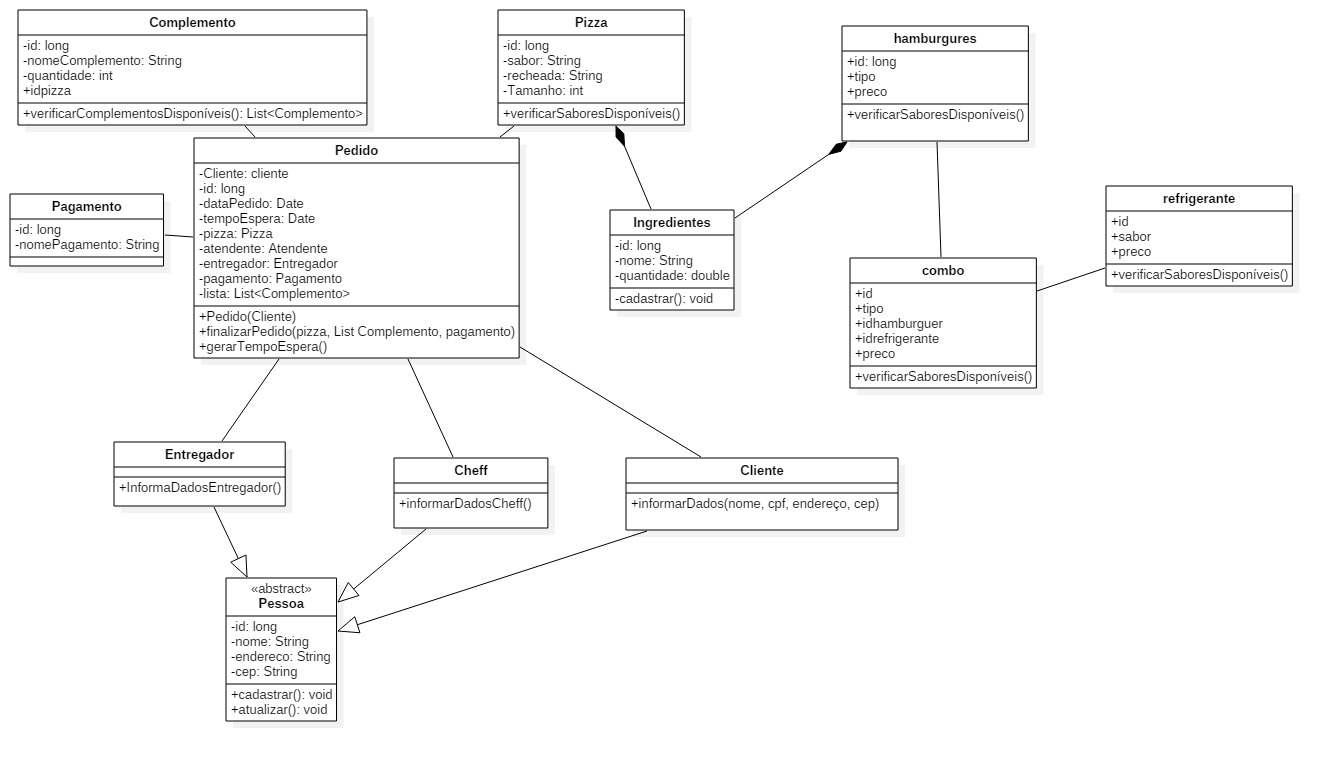 Complemento
-id: long
-nomeComplemento: String
-quantidade: int
+idpizza
+verificarComplementosDisponíveis(): List<Complemento>
Pizza
-id: long
-sabor: String
-recheada: String
-Tamanho: int
+verificarSaboresDisponíveis()
hamburgures
+id: long
+tipo
+preco
+verificarSaboresDisponíveis()
Pedido
-Cliente: cliente
-id: long
-dataPedido: Date
-tempoEspera: Date
-pizza: Pizza
-atendente: Atendente
-entregador: Entregador
-pagamento: Pagamento
-lista: List<Complemento>
+Pedido(Cliente)
+finalizarPedido(pizza, List Complemento, pagamento)
+gerarTempoEspera()
Pagamento
-id: long
-nomePagamento: String
Ingredientes
-id: long
-nome: String
-quantidade: double
-cadastrar(): void
refrigerante
+id
+sabor
+preco
+verificarSaboresDisponíveis()
combo
+id
+tipo
+idhamburguer
+idrefrigerante
+preco
+verificarSaboresDisponíveis()
Entregador
+InformaDadosEntregador()
Cheff
+informarDadosCheff()
Cliente
+informarDados(nome, cpf, endereço, cep)
«abstract»
Pessoa
-id: long
-nome: String
-endereco: String
-cep: String
+cadastrar(): void
+atualizar(): void